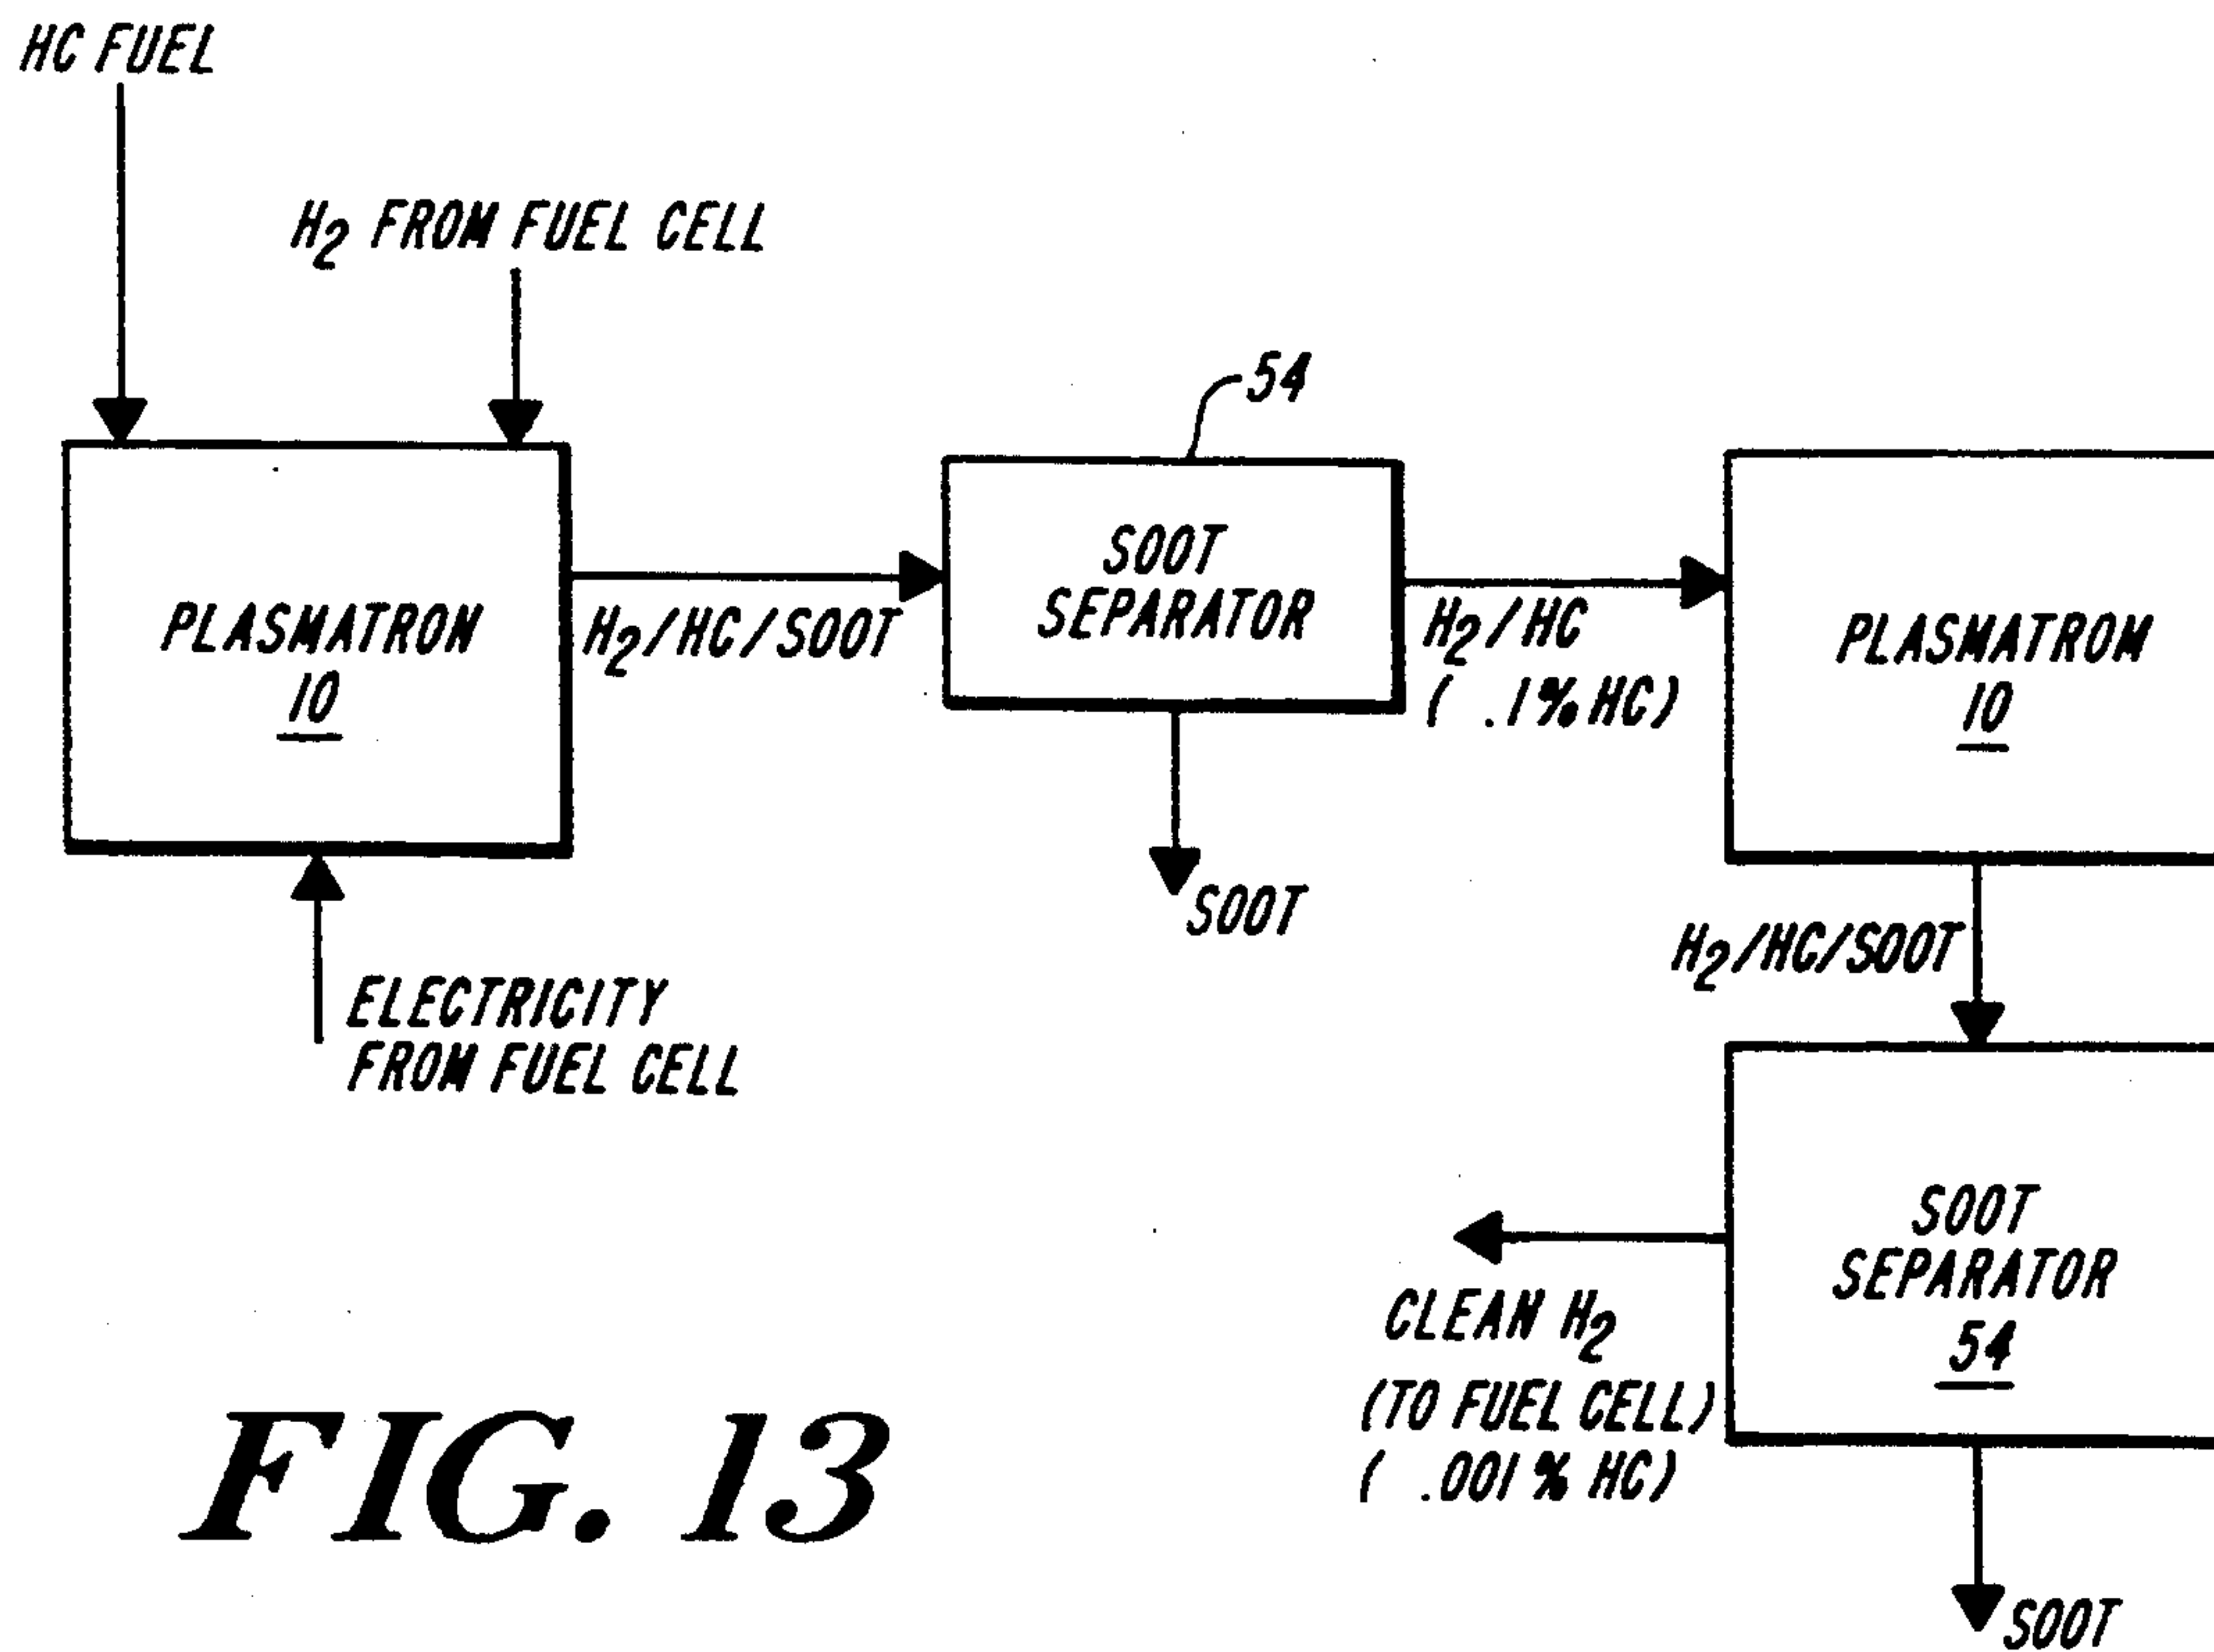 HC FUEL
H2 FROM FUEL CELL
54
PLASMATRON
10
H2/HC/SOOT
SOOT
SEPARATOR
H2/HC
( .1% HC)
PLASMATROM
10
SOOT
ELECTRICITY
FROM FUEL CELL
H2/HC/SOOT
SOOT
SEPARATOR
54
CLEAN H2
(TO FUEL CELL)
( .001% HC)
SOOT
FIG. 13